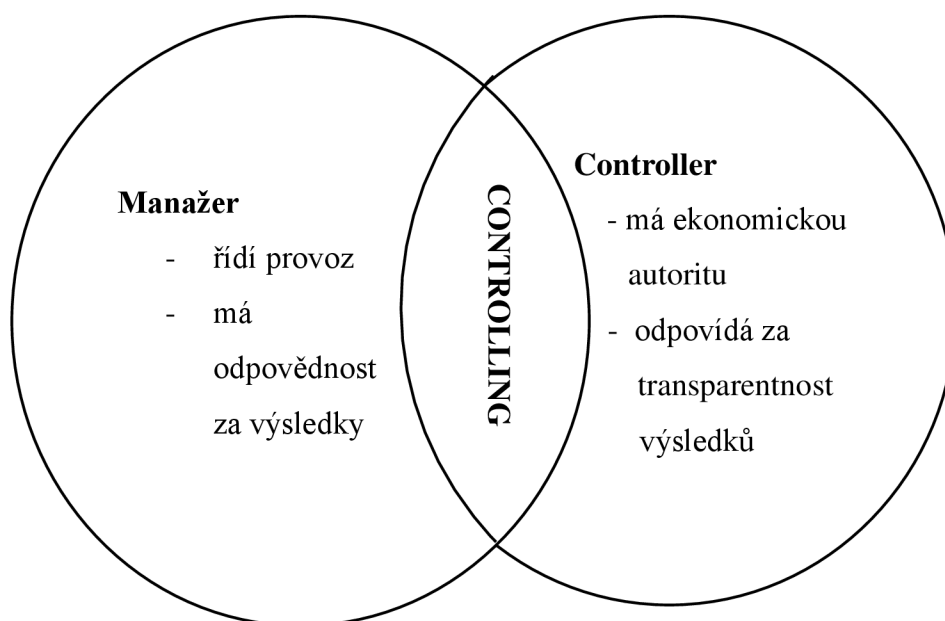 Manažer
- řídí provoz
- má
odpovědnost
za výsledky
CONTROLLING
Controller
- má ekonomickou
autoritu
- odpovídá za
transparentnost
výsledků